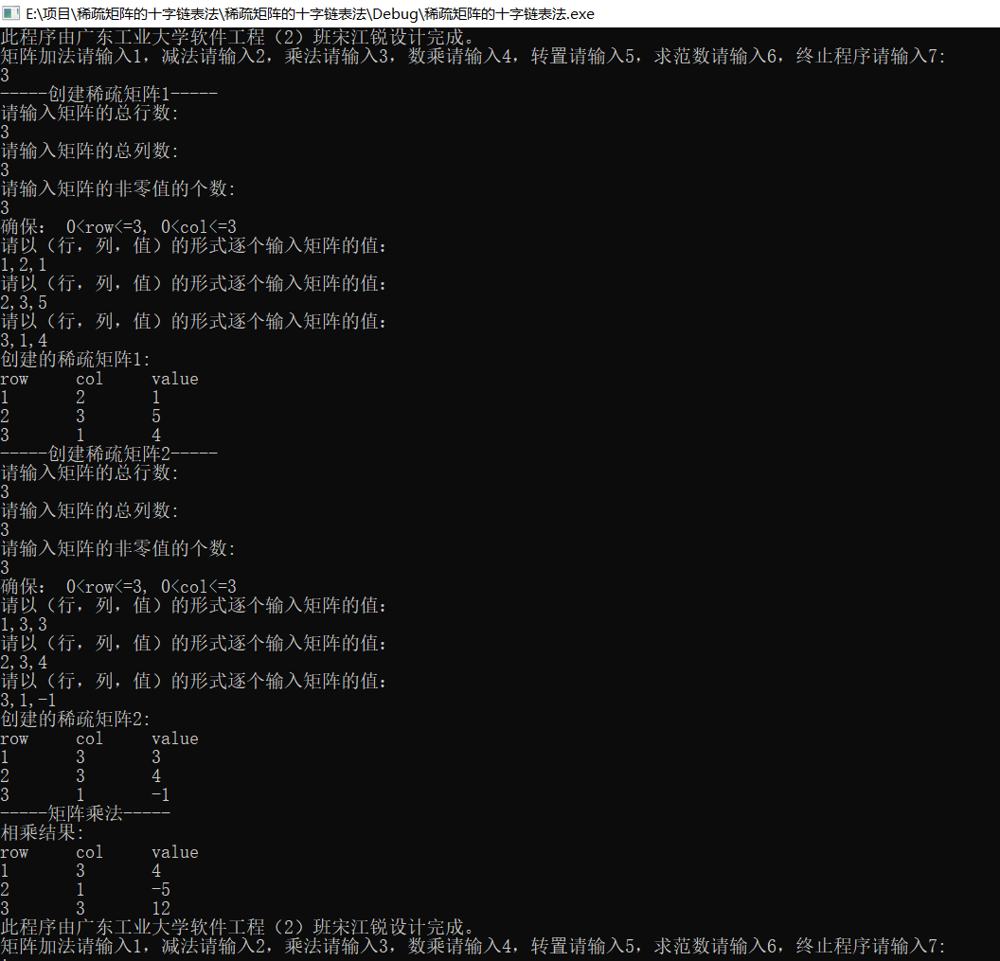 E:\项目\稀疏矩阵的十字链表法\稀疏矩阵的十字链表法\Debug\稀疏矩阵的十字链表法.exe
此程序由广东工业大学软件工程（2）班宋江锐设计完成。
矩阵加法请输入1，减法请输入2，乘法请输入3，数乘请输入4，转置请输入5，求范数请输入6，终止程序请输入7:
3
-----创建稀疏矩阵1-----
请输入矩阵的总行数:
3
请输入矩阵的总列数:
3
请输入矩阵的非零值的个数:
3
确保： 0<row<=3, 0<col<=3
请以（行，列，值）的形式逐个输入矩阵的值:
1,2,1
请以（行，列，值）的形式逐个输入矩阵的值:
2,3,5
请以（行，列，值）的形式逐个输入矩阵的值:
3,1,4
创建的稀疏矩阵1:
row col value
1 2 1
2 3 5
3 1 4
-----创建稀疏矩阵2-----
请输入矩阵的总行数:
3
请输入矩阵的总列数:
3
请输入矩阵的非零值的个数:
3
确保： 0<row<=3, 0<col<=3
请以（行，列，值）的形式逐个输入矩阵的值:
1,3,3
请以（行，列，值）的形式逐个输入矩阵的值:
2,3,4
请以（行，列，值）的形式逐个输入矩阵的值:
3,1,-1
创建的稀疏矩阵2:
row col value
1 3 3
2 3 4
3 1 -1
-----矩阵乘法-----
相乘结果:
row col value
1 3 4
2 1 -5
3 3 12
此程序由广东工业大学软件工程（2）班宋江锐设计完成。
矩阵加法请输入1，减法请输入2，乘法请输入3，数乘请输入4，转置请输入5，求范数请输入6，终止程序请输入7: